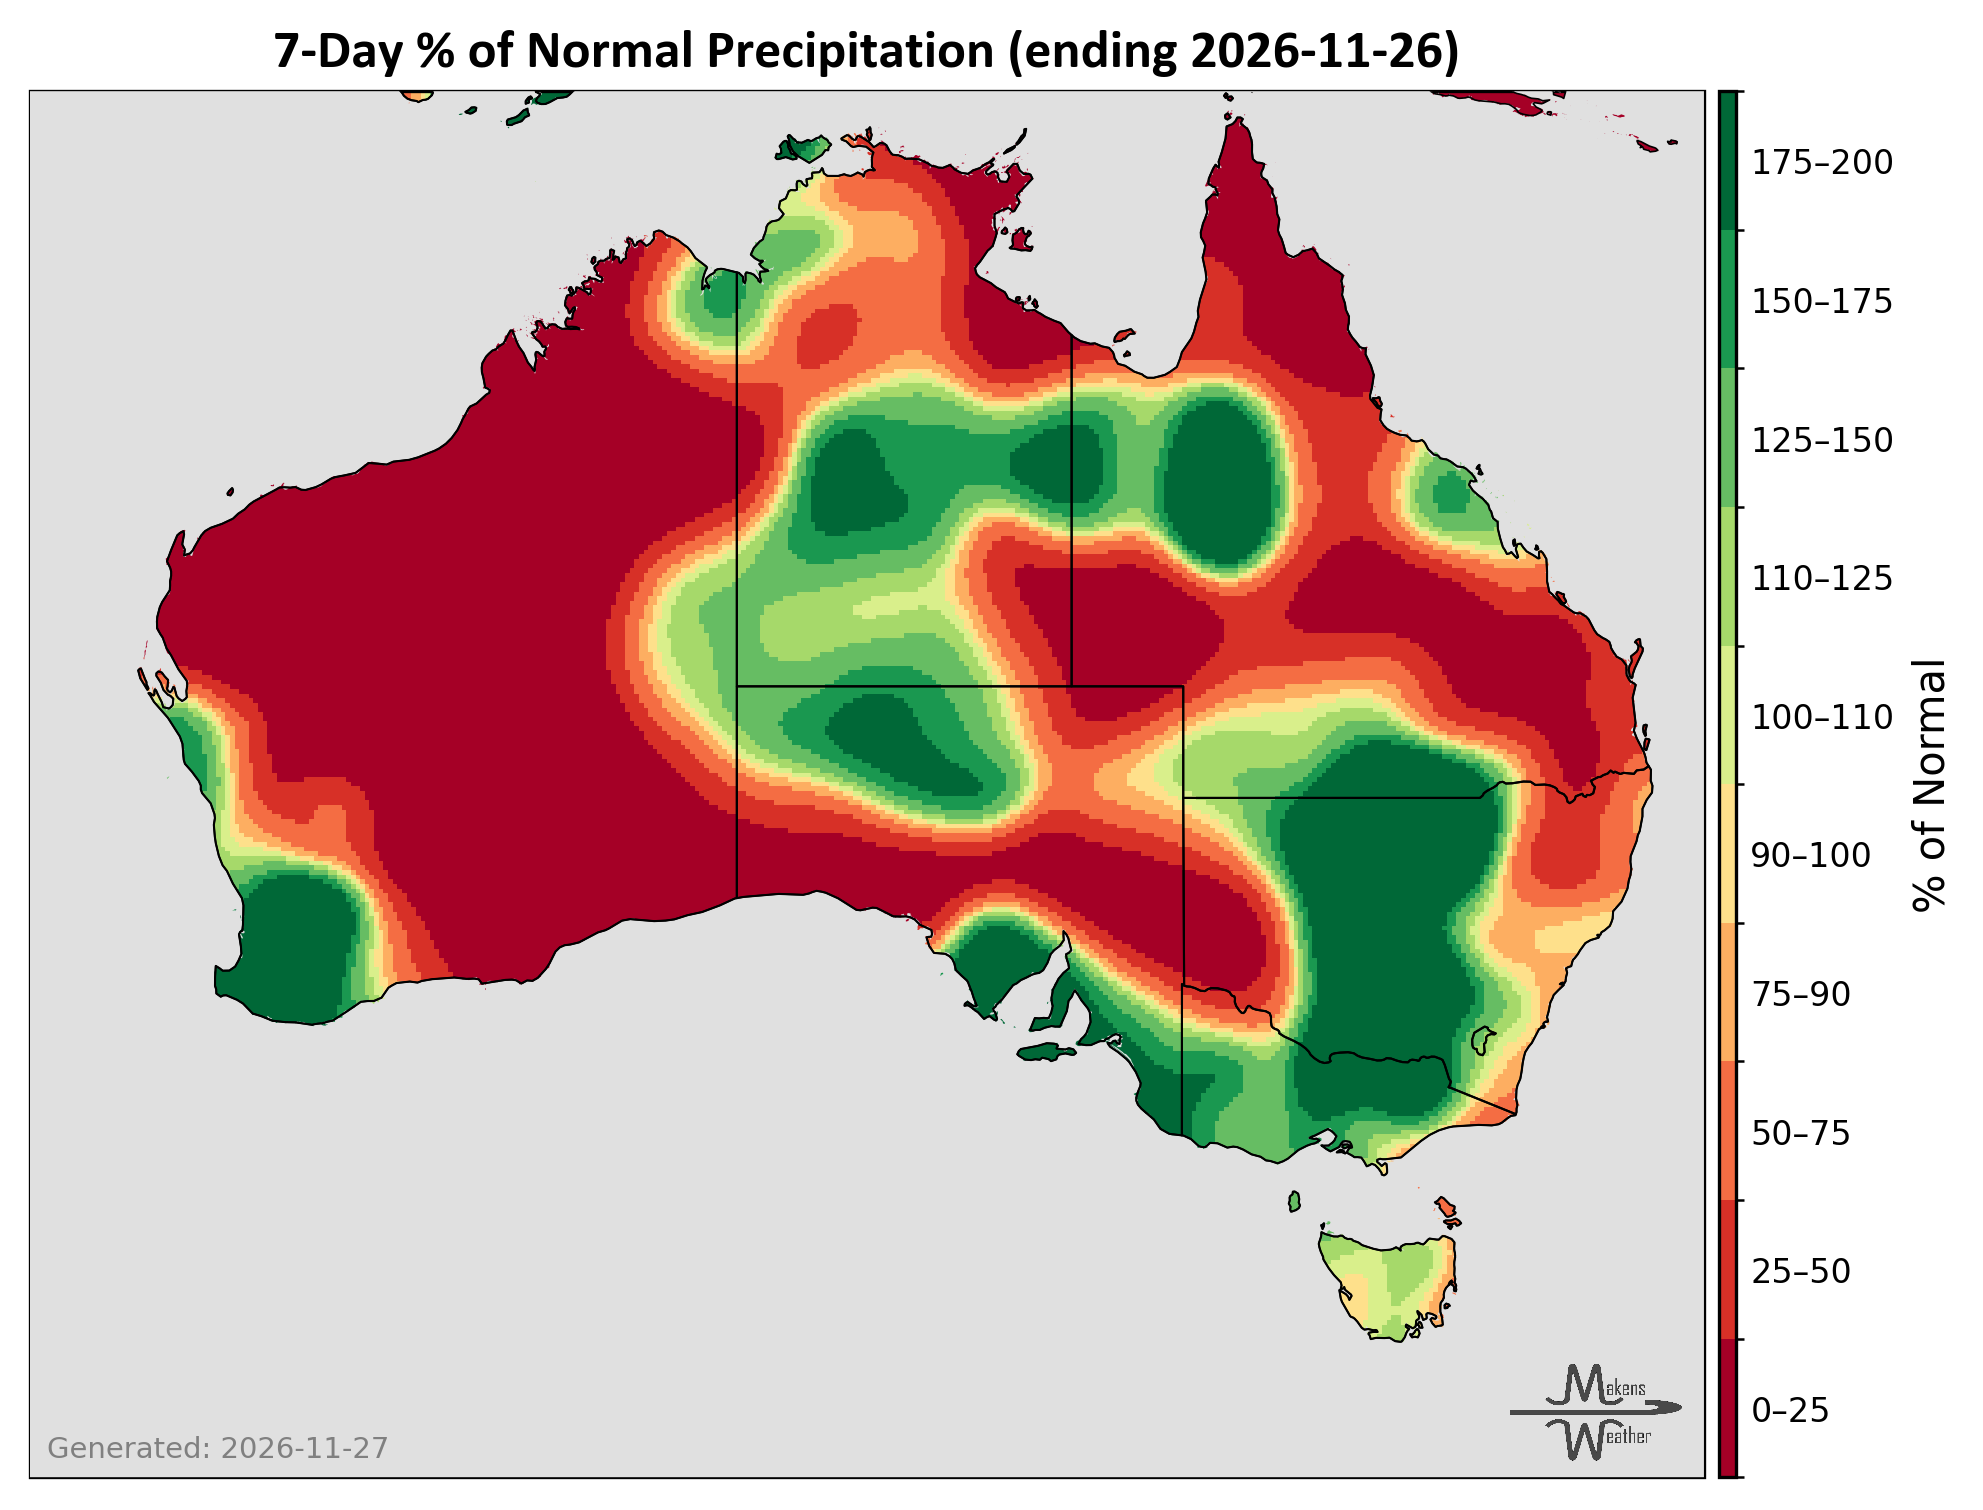 7-Day % of Normal Precipitation (ending 2026-11-26)
175–200
150–175
125–150
110–125
100–110
90–100
75–90
50–75
25–50
0–25
% of Normal
Makens
Weather
Generated: 2026-11-27